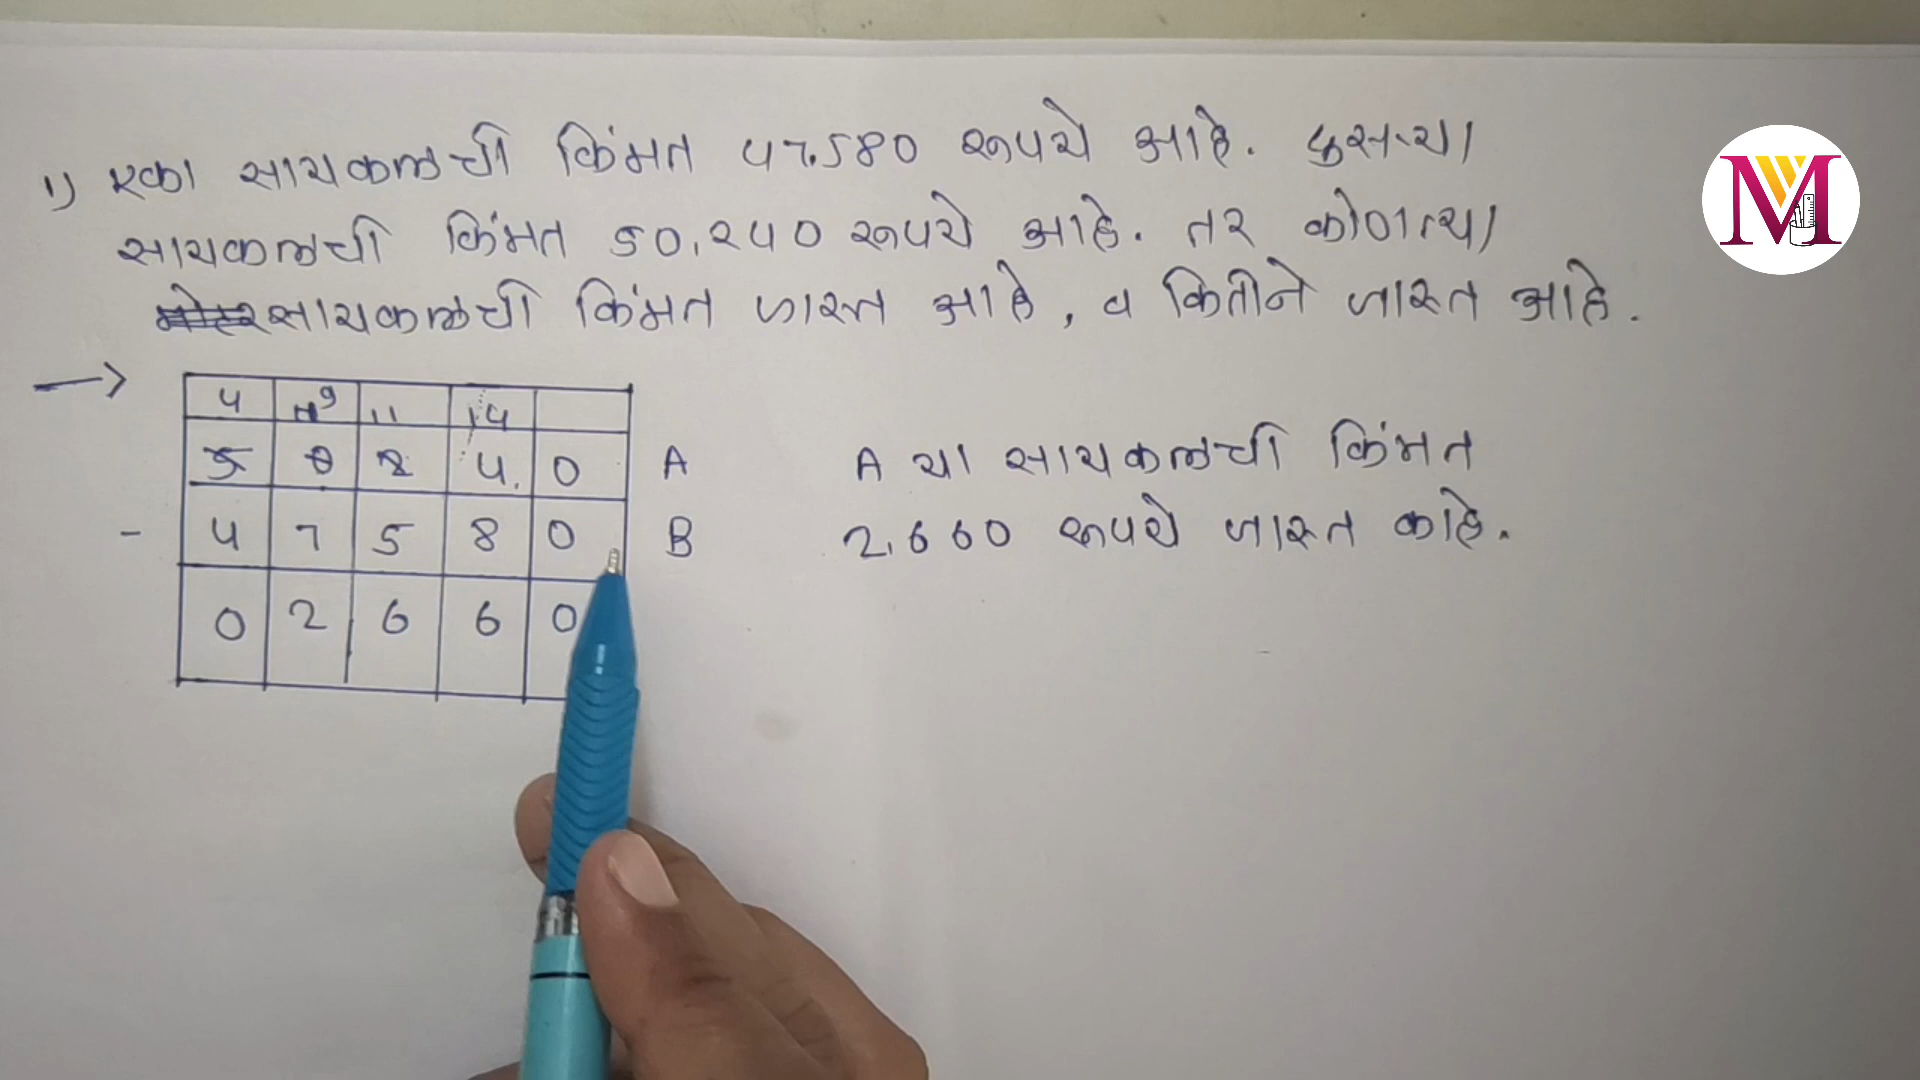 1) एका सायकलची किंमत 47,580 रूपये आहे. दुसऱ्या
सायकलची किंमत 50,240 रूपये आहे. तर कोणत्या
सायकलची किंमत जास्त आहे, व कितीने जास्त आहे.
4 9 11 14
5 0 2 4 0 A
- 4 7 5 8 0 B
0 2 6 6 0
A या सायकलची किंमत
2,660 रूपये जास्त आहे.
M